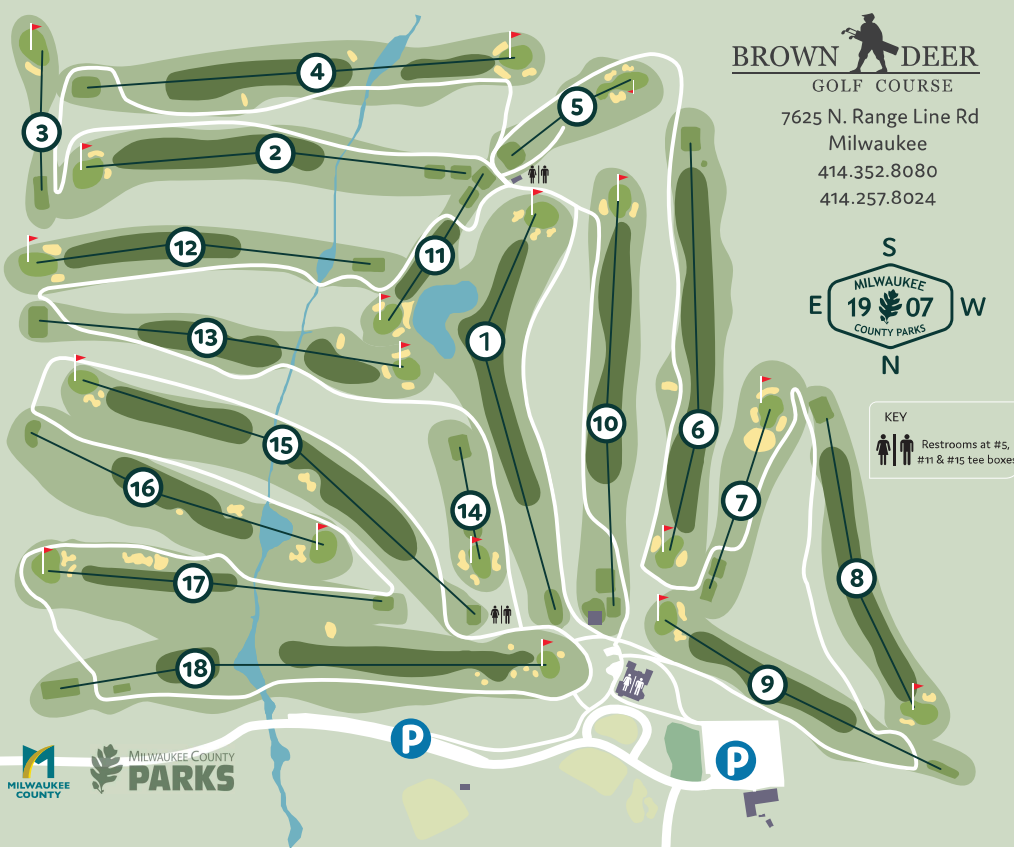 BROWN DEER
GOLF COURSE
7625 N. Range Line Rd
Milwaukee
414.352.8080
414.257.8024
S
E
W
N
MILWAUKEE
19 07
COUNTY PARKS
KEY
Restrooms at #5,
#11 & #15 tee boxes
3
4
5
2
12
11
13
1
10
6
15
16
14
7
17
8
18
9
P
P
MILWAUKEE
COUNTY
MILWAUKEE COUNTY
PARKS